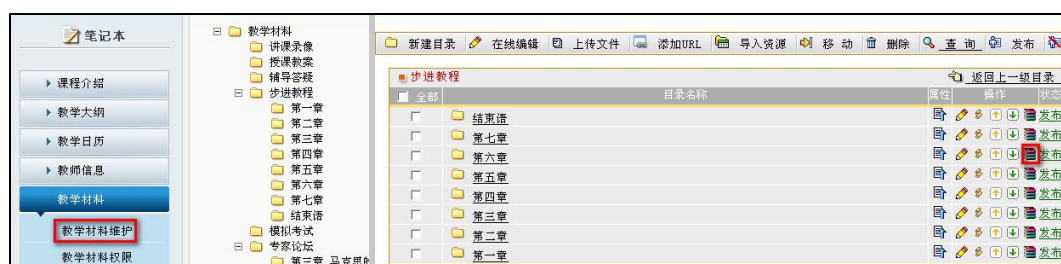 笔记本
课程介绍
教学大纲
教学日历
教师信息
教学材料
教学材料维护
教学材料权限
教学材料
讲课录像
授课教案
辅导答疑
步进教程
第一章
第二章
第三章
第四章
第五章
第六章
第七章
结束语
模拟考试
专家论坛
第三章 马克思的
新建目录 在线编辑 上传文件 添加URL 导入资源 移 动 删除 查 询 发布
步进教程 返回上一级目录
全部 目录名称 属性 操作 状态
结束语 发布
第七章 发布
第六章 发布
第五章 发布
第四章 发布
第三章 发布
第二章 发布
第一章 发布